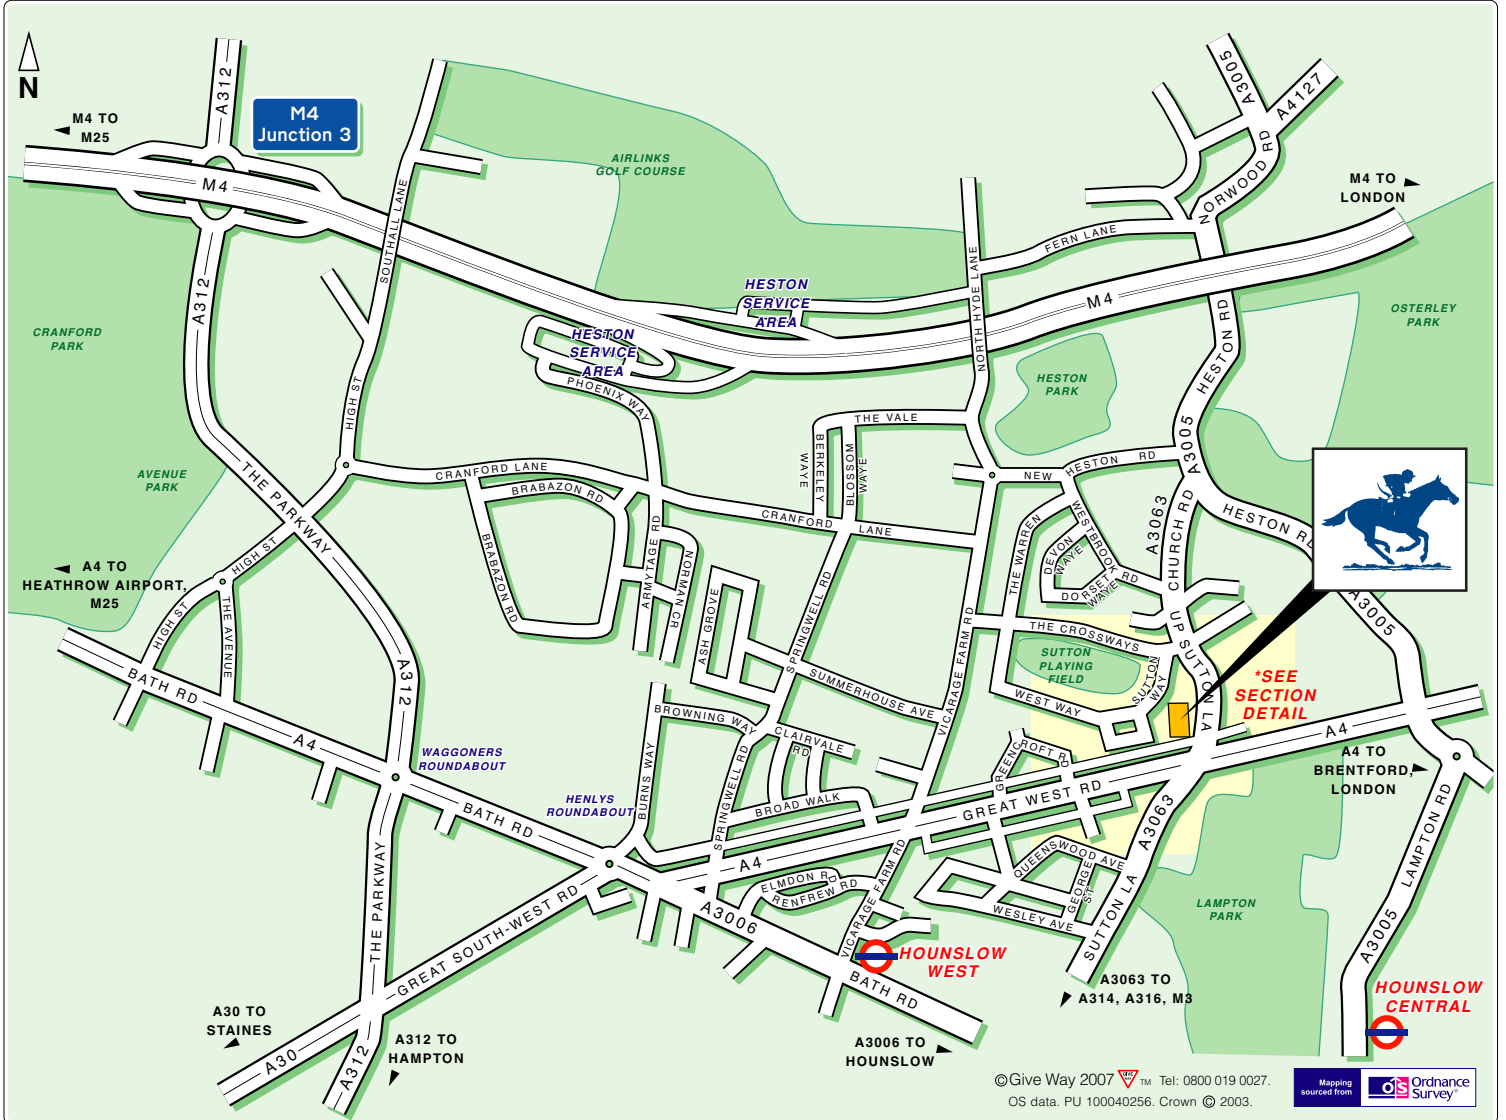 N
A312
M4
Junction 3
M4 TO
M25
M4
A312
SOUTHALL LANE
AIRLINKS
GOLF COURSE
A3005
A4127
NORWOOD RD
M4 TO
LONDON
FERN LANE
NORTH HYDE LANE
M4
HESTON
SERVICE
AREA
HESTON
SERVICE
AREA
OSTERLEY
PARK
CRANFORD
PARK
HESTON RD
HESTON
PARK
PHOENIX WAY
HIGH ST
THE VALE
BERKELEY
WAYE
BLOSSOM
WAYE
A3005
AVENUE
PARK
THE PARKWAY
CRANFORD LANE
BRABAZON RD
BRABAZON RD
CRANFORD LANE
NEW HESTON RD
HESTON RD
A3063
CHURCH RD
WESTBROOK RD
THE WARREN
DEVON
WAYE
DORSET
WAYE
ARMYTAGE RD
NORMAN CR
ASH GROVE
SPRINGWELL RD
HIGH ST
A4 TO
HEATHROW AIRPORT,
M25
HIGH ST
THE AVENUE
A3005
VICARAGE FARM RD
THE CROSSWAYS
UP SUTTON LA
SUTTON
PLAYING
FIELD
SUTTON
WAY
WEST WAY
*SEE
SECTION
DETAIL
BATH RD
A312
SUMMERHOUSE AVE
BROWNING WAY
CLAIRVALE
RD
A4
WAGGONERS
ROUNDABOUT
BURNS WAY
SPRINGWELL RD
GREENCROFT RD
A4
A4 TO
BRENTFORD,
LONDON
HENLYS
ROUNDABOUT
BROAD WALK
GREAT WEST RD
A3063
BATH RD
A4
LAMPTON RD
THE PARKWAY
GREAT SOUTH-WEST RD
ELMDON RD
RENFREW RD
VICARAGE FARM RD
QUEENSWOOD AVE
GEORGE
ST
WESLEY AVE
SUTTON LA
LAMPTON
PARK
A3006
HOUNSLOW
WEST
BATH RD
A3005
A3063 TO
A314, A316, M3
HOUNSLOW
CENTRAL
A30 TO
STAINES
A30
A312
A312 TO
HAMPTON
A3006 TO
HOUNSLOW
©Give Way 2007 GIVE WAY TM Tel: 0800 019 0027.
OS data. PU 100040256. Crown © 2003.
Mapping
sourced from
OS Ordnance
Survey®